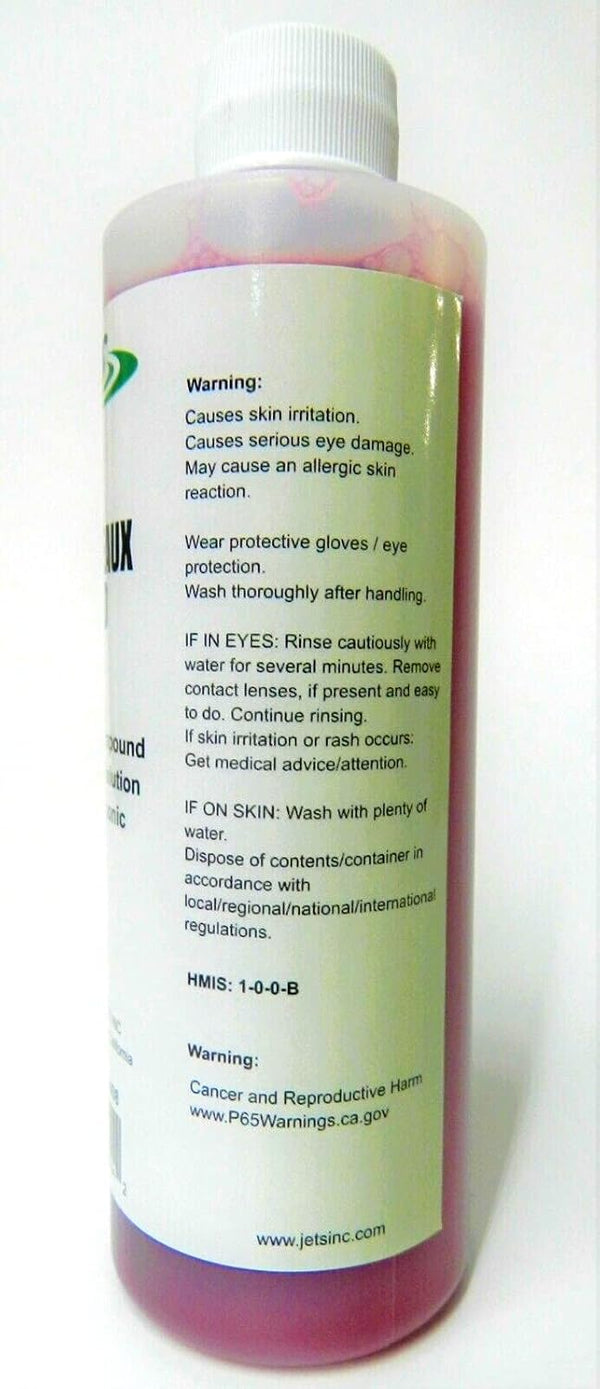 Warning:
Causes skin irritation.
Causes serious eye damage.
May cause an allergic skin
reaction.
Wear protective gloves / eye
protection.
Wash thoroughly after handling.
IF IN EYES: Rinse cautiously with
water for several minutes. Remove
contact lenses, if present and easy
to do. Continue rinsing.
If skin irritation or rash occurs:
Get medical advice/attention.
IF ON SKIN: Wash with plenty of
water.
Dispose of contents/container in
accordance with
local/regional/national/international
regulations.
HMIS: 1-0-0-B
Warning:
Cancer and Reproductive Harm
www.P65Warnings.ca.gov
www.jetsinc.com